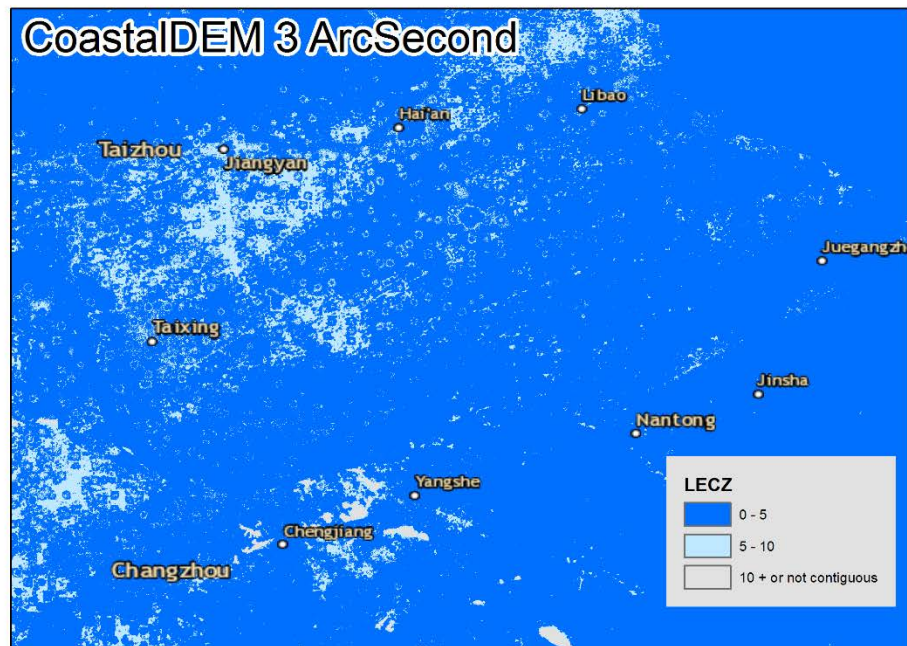 CoastalDEM 3 ArcSecond
Libao
Hai'an
Taizhou
Jiangyan
Juegangzh
Taixing
Jinsha
Nantong
Yangshe
Chengjiang
Changzhou
LECZ
0 - 5
5 - 10
10 + or not contiguous